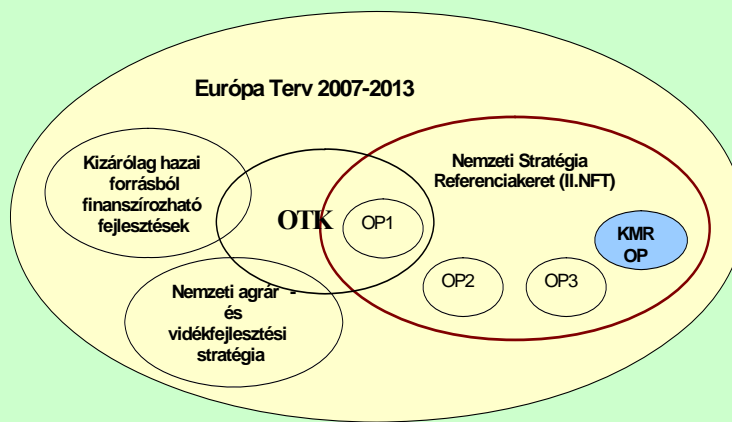 Európa Terv 2007-2013
Kizárólag hazai
forrásból
finanszírozható
fejlesztések
OTK
Nemzeti Stratégia
Referenciakeret (II.NFT)
OP1
KMR
OP
OP2
OP3
Nemzeti agrár -
és
vidékfejlesztési
stratégia